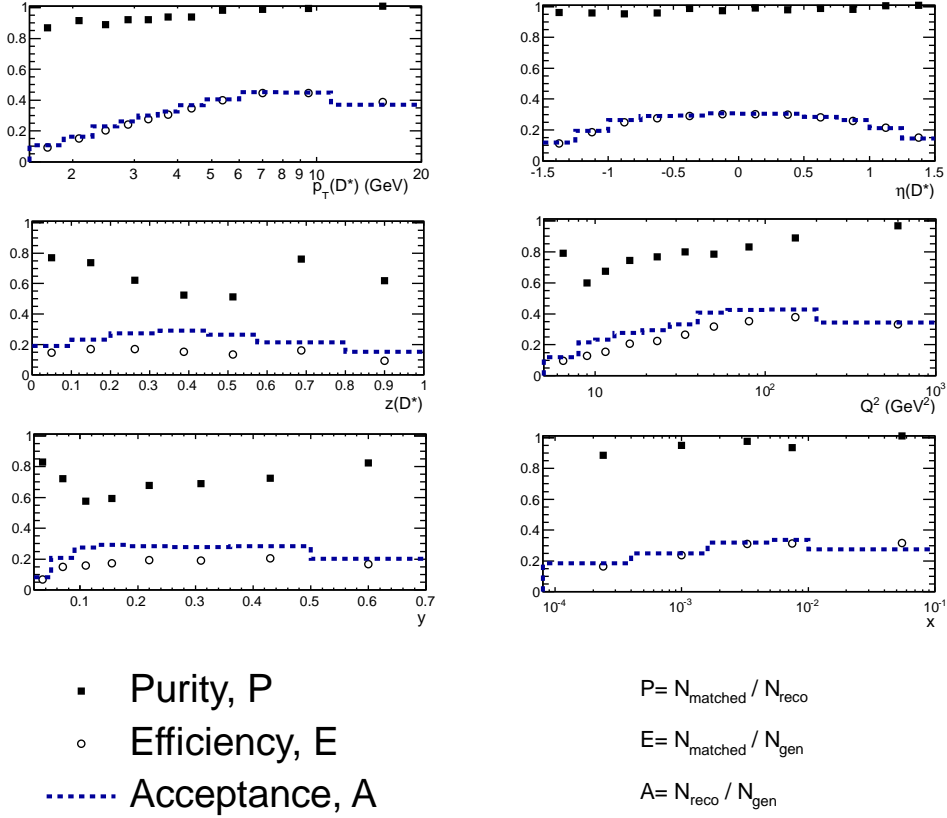 1
0.8
0.6
0.4
0.2
0
2 3 4 5 6 7 8 9 10 20
p_T(D*) (GeV)
1
0.8
0.6
0.4
0.2
0
-1.5 -1 -0.5 0 0.5 1 1.5
η(D*)
1
0.8
0.6
0.4
0.2
0
0 0.1 0.2 0.3 0.4 0.5 0.6 0.7 0.8 0.9 1
z(D*)
1
0.8
0.6
0.4
0.2
0
10 10² 10³
Q² (GeV²)
1
0.8
0.6
0.4
0.2
0
0.1 0.2 0.3 0.4 0.5 0.6 0.7
y
1
0.8
0.6
0.4
0.2
0
10⁻⁴ 10⁻³ 10⁻² 10⁻¹
x
Purity, P
Efficiency, E
Acceptance, A
P= N_matched / N_reco
E= N_matched / N_gen
A= N_reco / N_gen